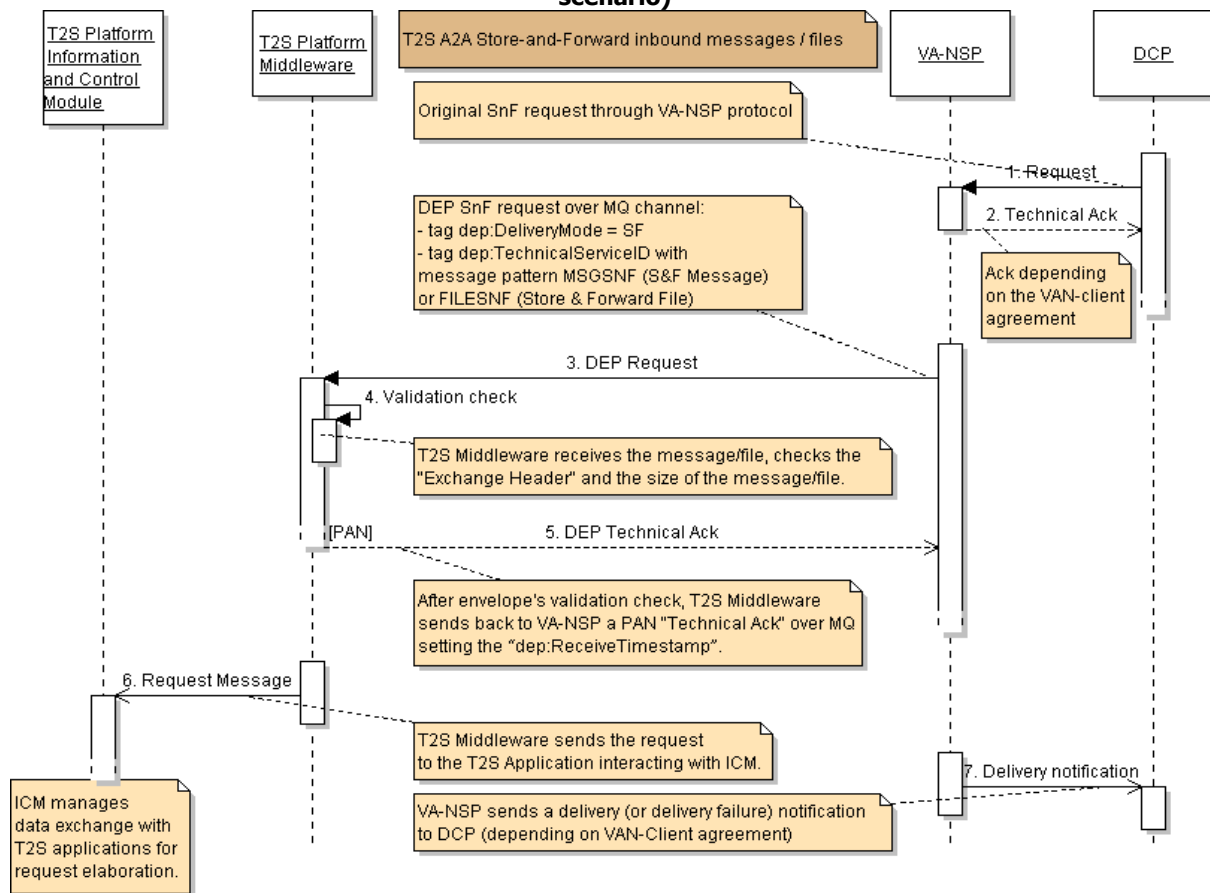 scenario)
T2S Platform
Information
and Control
Module
T2S Platform
Middleware
T2S A2A Store-and-Forward inbound messages / files
VA-NSP
DCP
Original SnF request through VA-NSP protocol
1. Request
2. Technical Ack
DEP SnF request over MQ channel:
- tag dep:DeliveryMode = SF
- tag dep:TechnicalServiceID with
message pattern MSGSNF (S&F Message)
or FILESNF (Store & Forward File)
Ack depending
on the VAN-client
agreement
3. DEP Request
4. Validation check
T2S Middleware receives the message/file, checks the
"Exchange Header" and the size of the message/file.
[PAN]
5. DEP Technical Ack
After envelope's validation check, T2S Middleware
sends back to VA-NSP a PAN "Technical Ack" over MQ
setting the “dep:ReceiveTimestamp”.
6. Request Message
T2S Middleware sends the request
to the T2S Application interacting with ICM.
7. Delivery notification
ICM manages
data exchange with
T2S applications for
request elaboration.
VA-NSP sends a delivery (or delivery failure) notification
to DCP (depending on VAN-Client agreement)